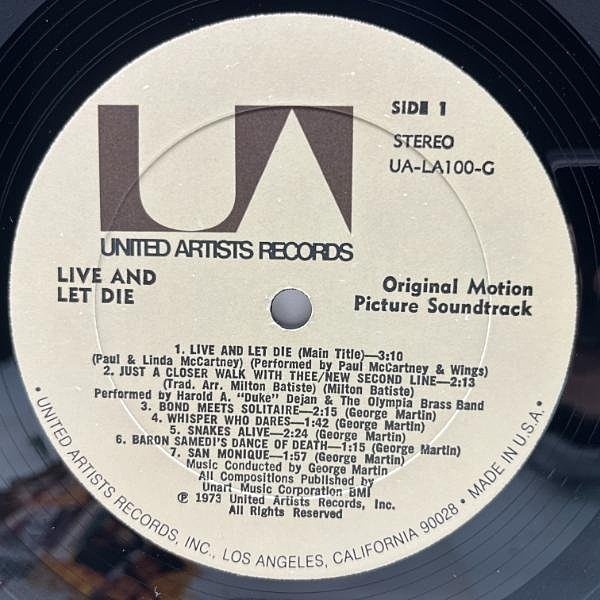 UA
SIDE 1
STEREO
UA-LA100-G
UNITED ARTISTS RECORDS
LIVE AND
LET DIE
Original Motion
Picture Soundtrack
1. LIVE AND LET DIE (Main Title)—3:10
(Paul & Linda McCartney) (Performed by Paul McCartney & Wings)
2. JUST A CLOSER WALK WITH THEE/NEW SECOND LINE—2:13
(Trad. Arr. Milton Batiste) (Milton Batiste)
Performed by Harold A. "Duke" Dejan & The Olympia Brass Band
3. BOND MEETS SOLITAIRE—2:15 (George Martin)
4. WHISPER WHO DARES—1:42 (George Martin)
5. SNAKES ALIVE—2:24 (George Martin)
6. BARON SAMEDI'S DANCE OF DEATH—1:15 (George Martin)
7. SAN MONIQUE—1:57 (George Martin)
Music Conducted by George Martin
All Compositions Published by
Unart Music Corporation BMI
℗ 1973 United Artists Records, Inc.
All Rights Reserved
• UNITED ARTISTS RECORDS, INC., LOS ANGELES, CALIFORNIA 90028 • MADE IN U.S.A. •